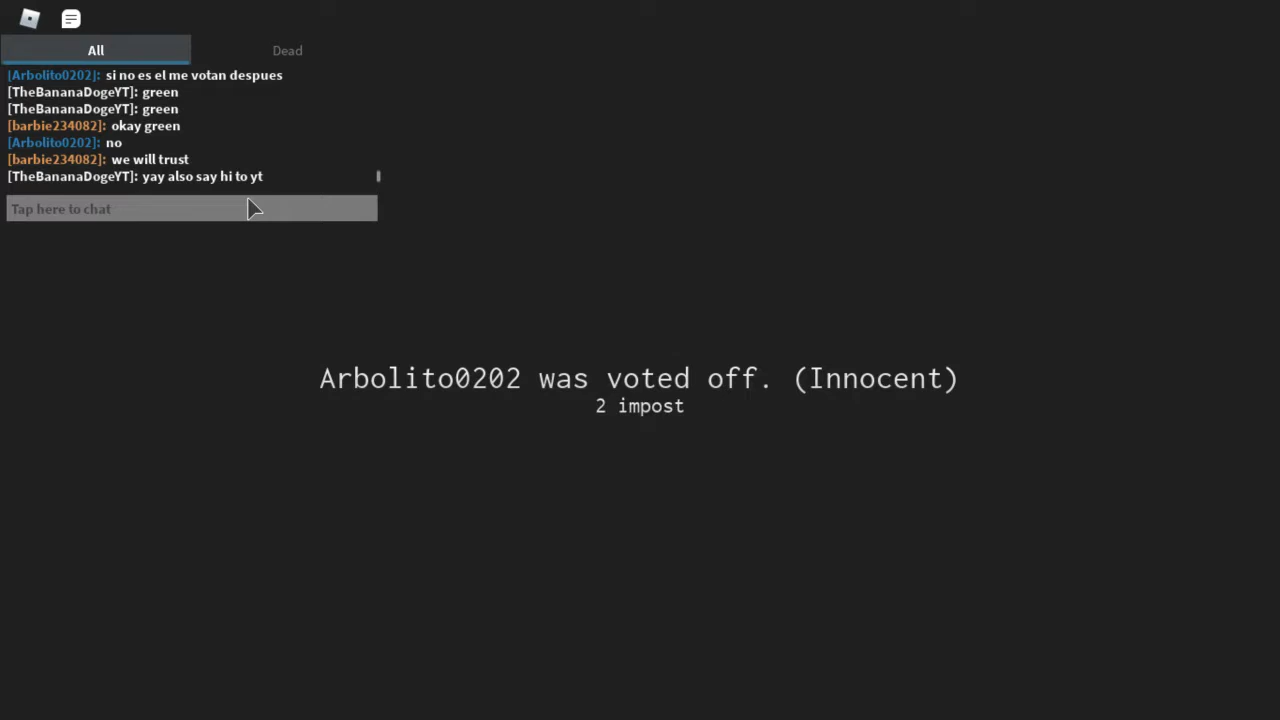 All
Dead
[Arbolito0202]: si no es el me votan despues
[TheBananaDogeYT]: green
[TheBananaDogeYT]: green
[barbie234082]: okay green
[Arbolito0202]: no
[barbie234082]: we will trust
[TheBananaDogeYT]: yay also say hi to yt
Tap here to chat
Arbolito0202 was voted off. (Innocent)
2 impost